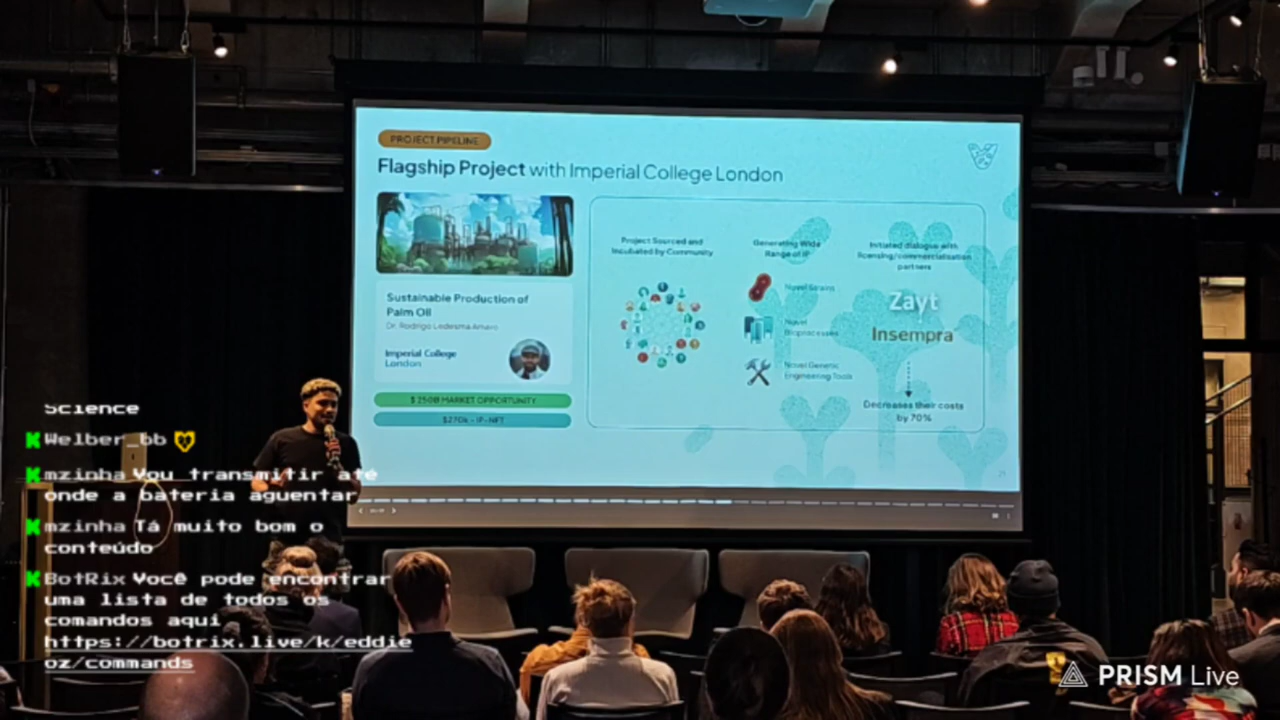 PROJECT PIPELINE
Flagship Project with Imperial College London
Sustainable Production of
Palm Oil
Dr. Rodrigo Ledesma-Amaro
Imperial College
London
$ 250B MARKET OPPORTUNITY
$270k - IP-NFT
Project Sourced and
Incubated by Community
Generating Wide
Range of IP
Novel Strains
Novel
Bioprocesses
Novel Genetic
Engineering Tools
Initiated dialogue with
licensing/commercialisation
partners
Zayt
Insempra
Decreases their costs
by 70%
Science
Welber_bb
mzinha Vou transmitir até
onde a bateria aguentar
mzinha Tá muito bom o
conteúdo
BotRix Você pode encontrar
uma lista de todos os
comandos aqui
https://botrix.live/k/eddie
oz/commands
PRISM Live